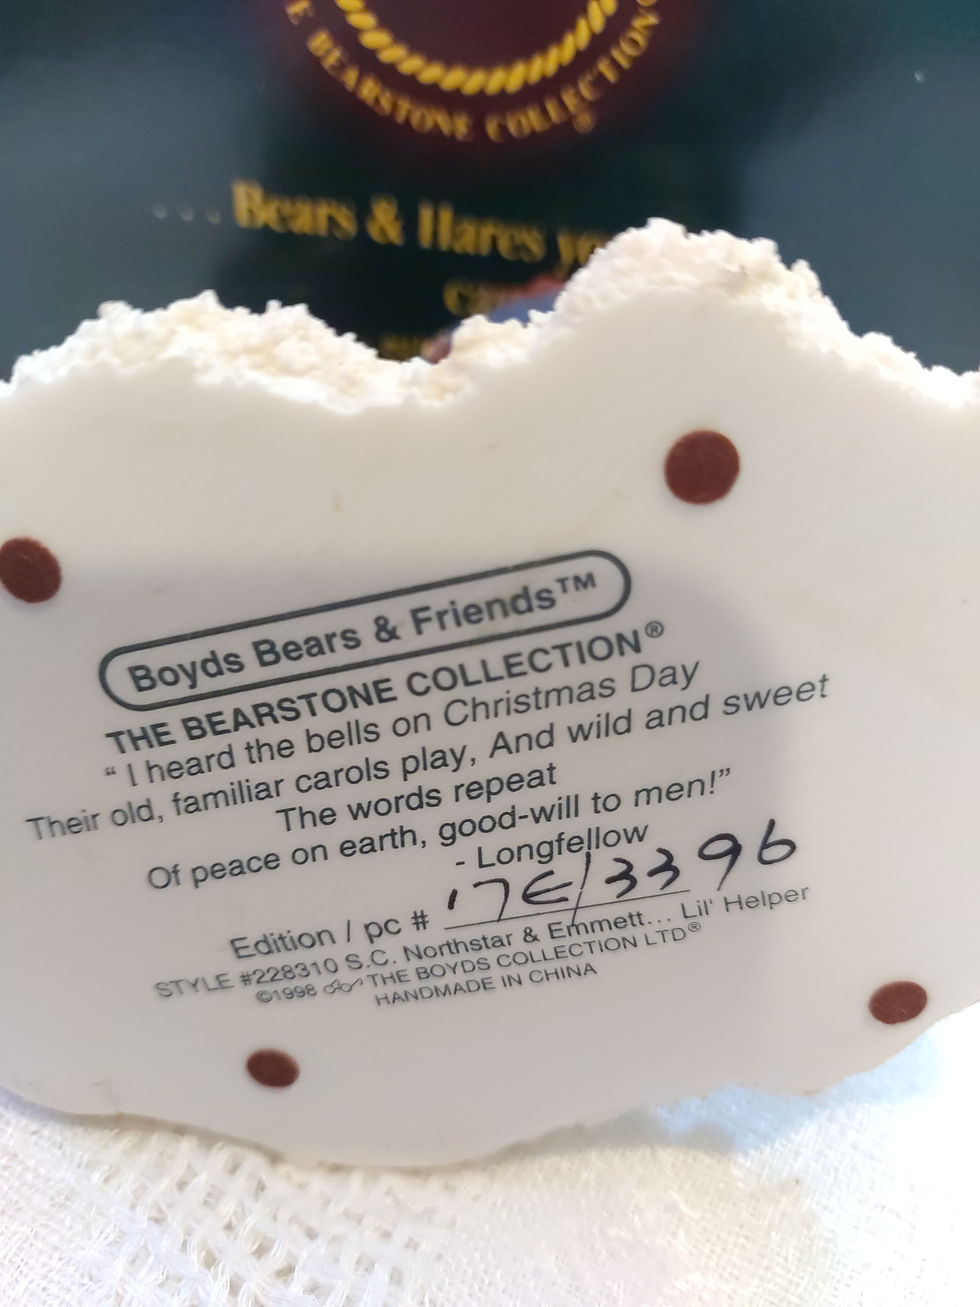 E BEARSTONE COLLECTION
®
...Bears & Hares
Boyds Bears & Friends™
THE BEARSTONE COLLECTION®
“ I heard the bells on Christmas Day
Their old, familiar carols play, And wild and sweet
The words repeat
Of peace on earth, good-will to men!”
- Longfellow
Edition / pc # 17E/3396
STYLE #228310 S.C. Northstar & Emmett... Lil' Helper
©1998 THE BOYDS COLLECTION LTD®
HANDMADE IN CHINA